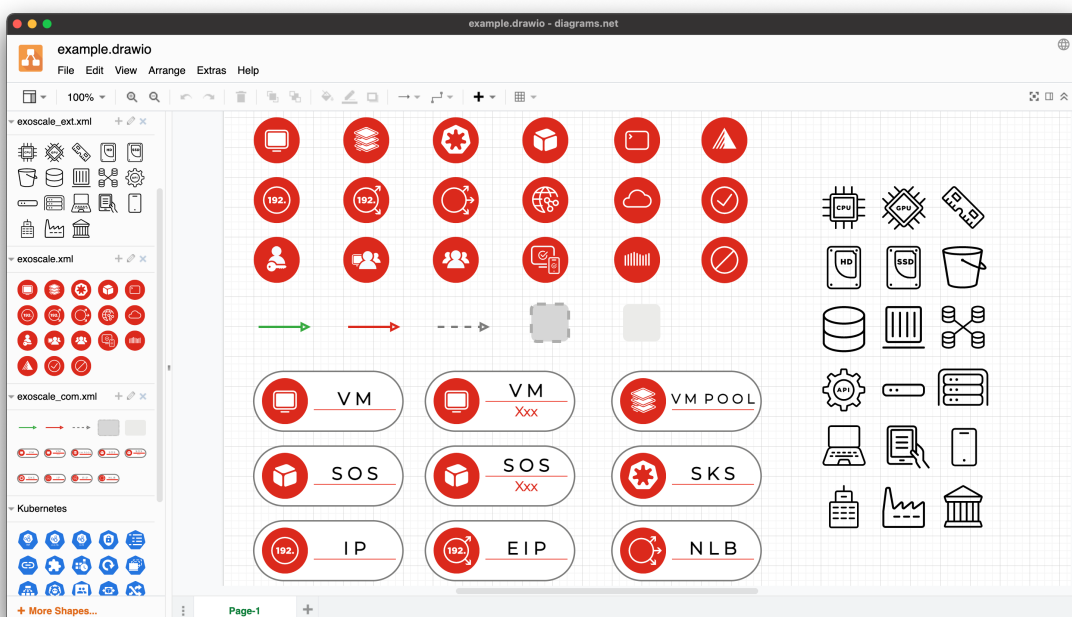 example.drawio - diagrams.net
example.drawio
File Edit View Arrange Extras Help
100%
exoscale_ext.xml
exoscale.xml
exoscale_com.xml
Kubernetes
+ More Shapes...
192. 192.
CPU GPU
HD SSD
API
VM
VM
Xxx
VM POOL
SOS
SOS
Xxx
SKS
192. IP
192. EIP
NLB
Page-1